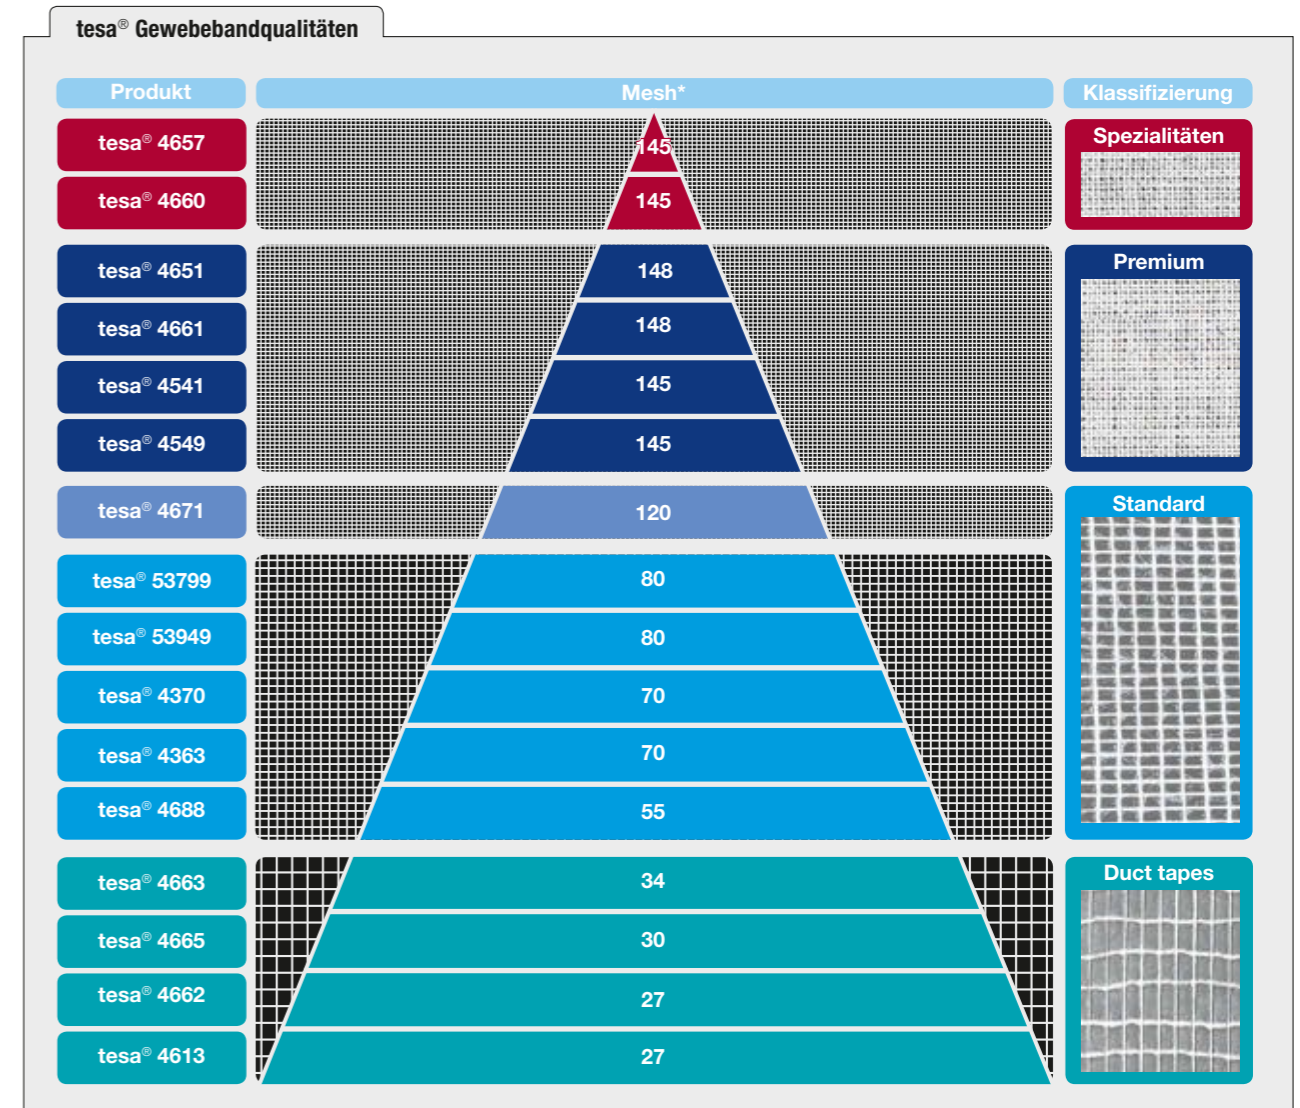 tesa® Gewebebandqualitäten
Produkt Mesh* Klassifizierung
tesa® 4657 145 Spezialitäten
tesa® 4660 145
tesa® 4651 148 Premium
tesa® 4661 148
tesa® 4541 145
tesa® 4549 145
tesa® 4671 120 Standard
tesa® 53799 80
tesa® 53949 80
tesa® 4370 70
tesa® 4363 70
tesa® 4688 55
tesa® 4663 34 Duct tapes
tesa® 4665 30
tesa® 4662 27
tesa® 4613 27